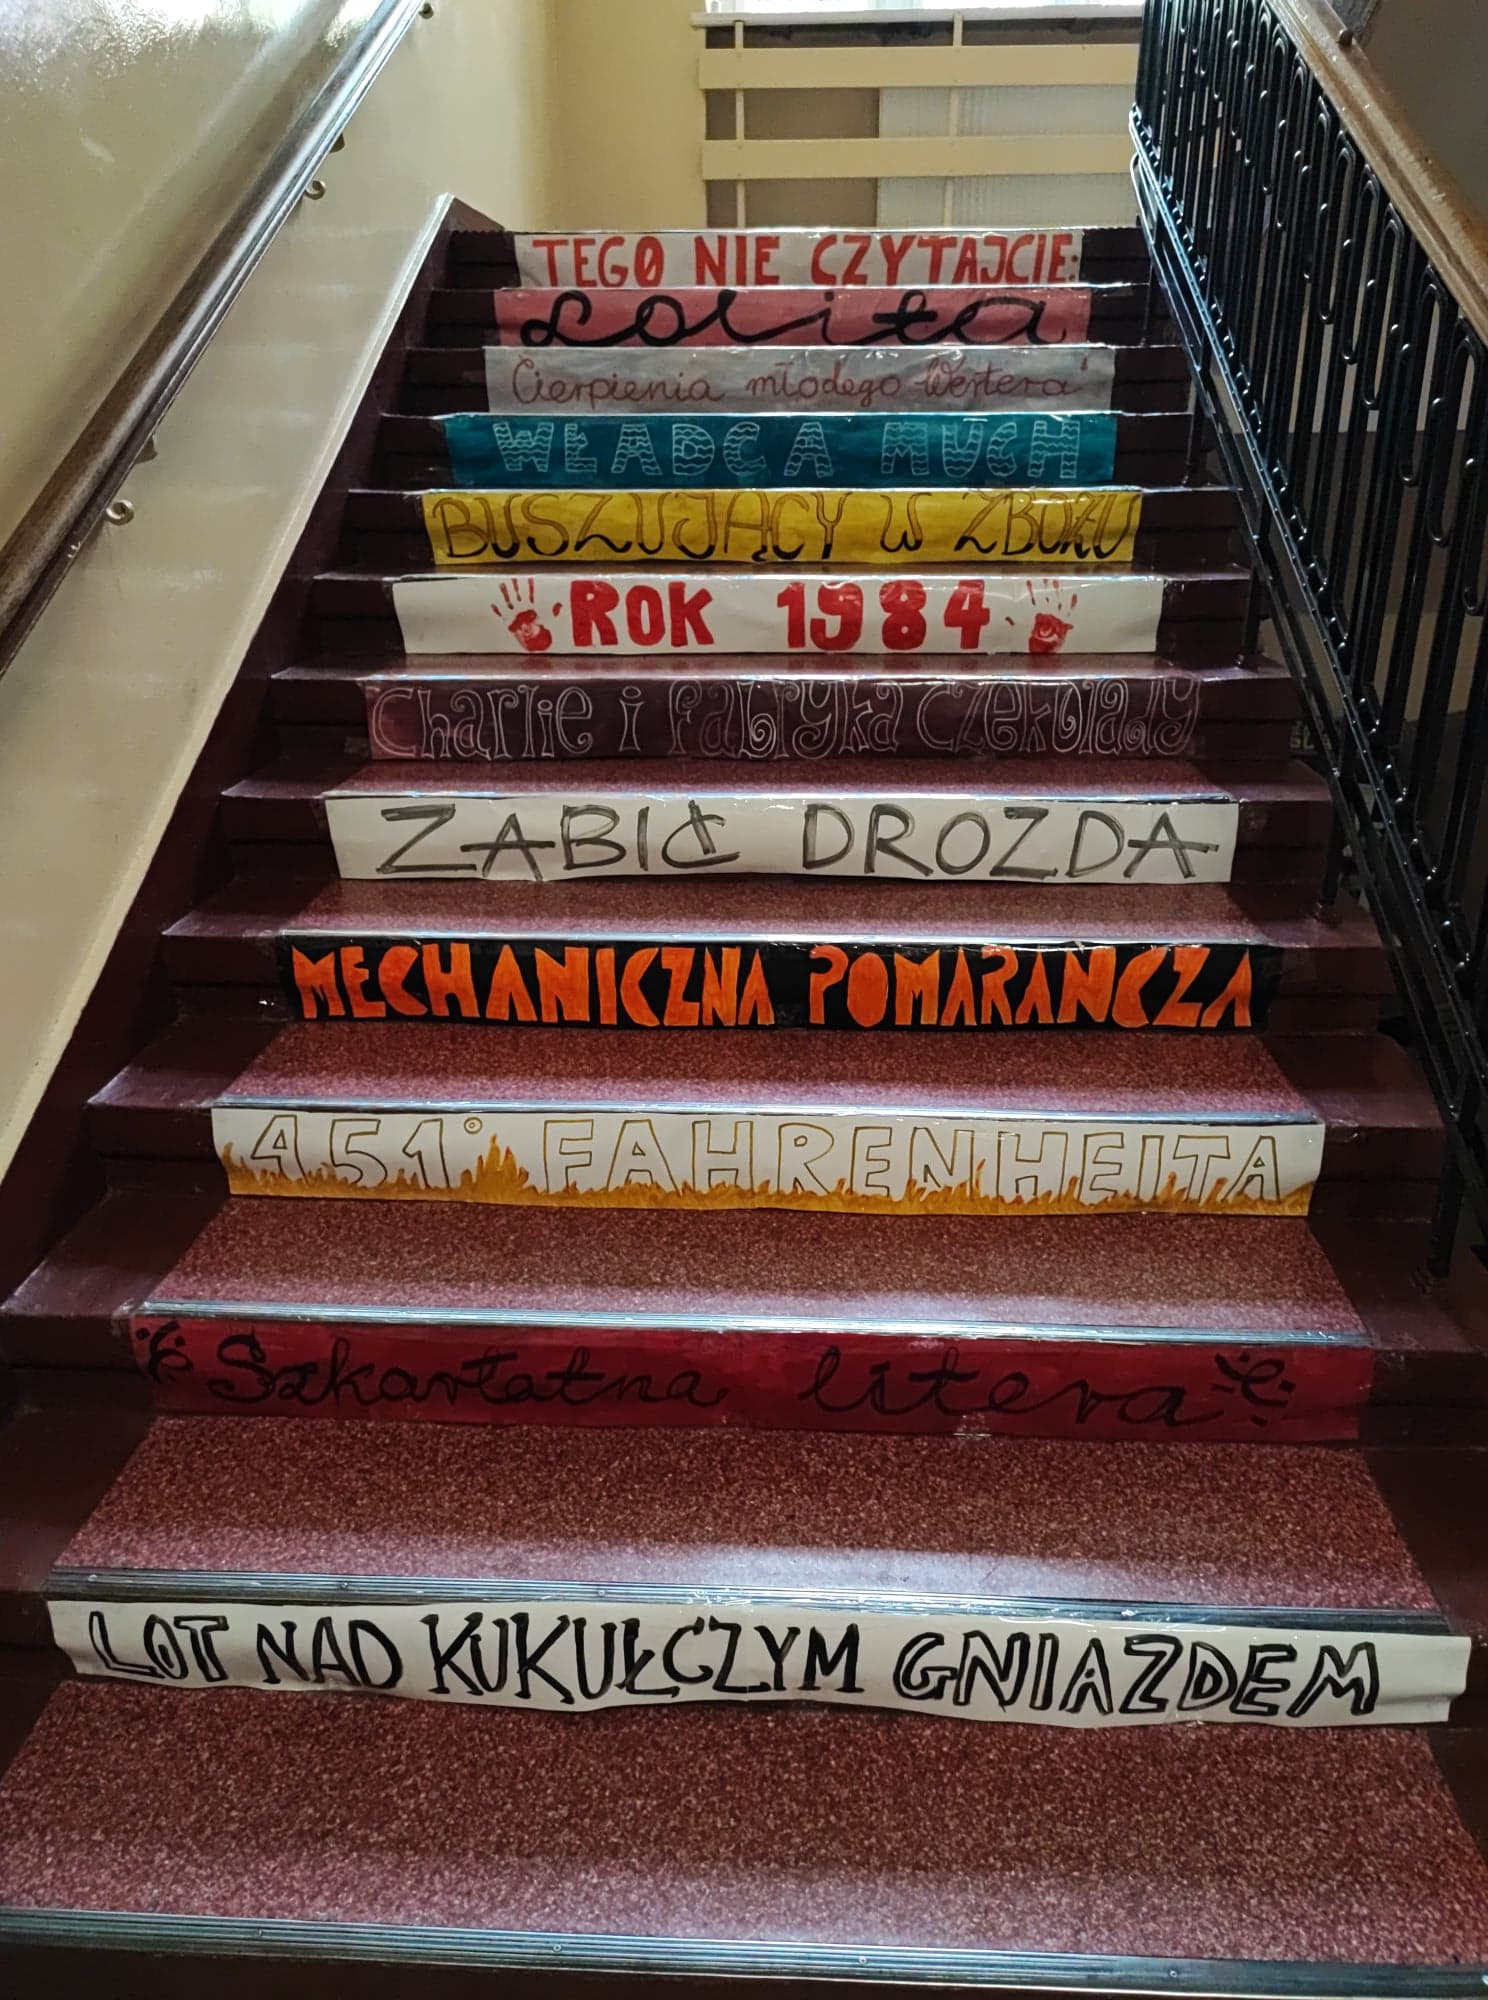 TEGO NIE CZYTAJCIE:
Lolita
Cierpienia młodego Wertera
WŁADCA MUCH
BUSZUJĄCY W ZBOŻU
ROK 1984
Charlie i fabryka czekolady
ZABIĆ DROZDA
MECHANICZNA POMARAŃCZA
451° FAHRENHEITA
Szkarłatna litera
LOT NAD KUKUŁCZYM GNIAZDEM